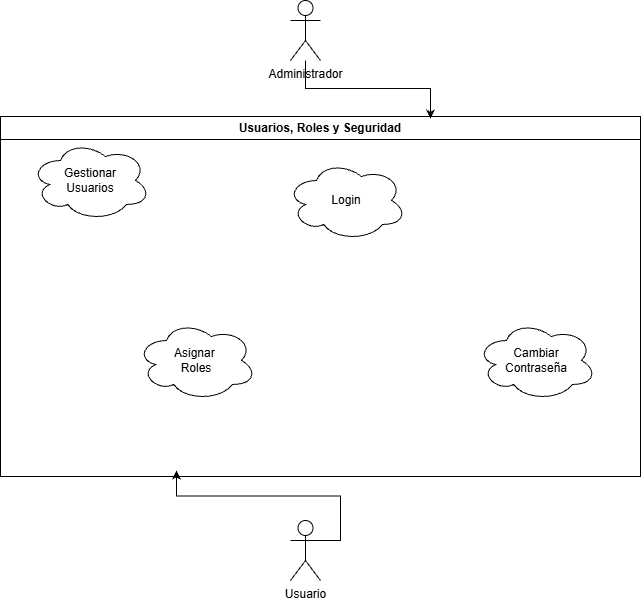 Administrador
Usuarios, Roles y Seguridad
Gestionar
Usuarios
Login
Asignar
Roles
Cambiar
Contraseña
Usuario